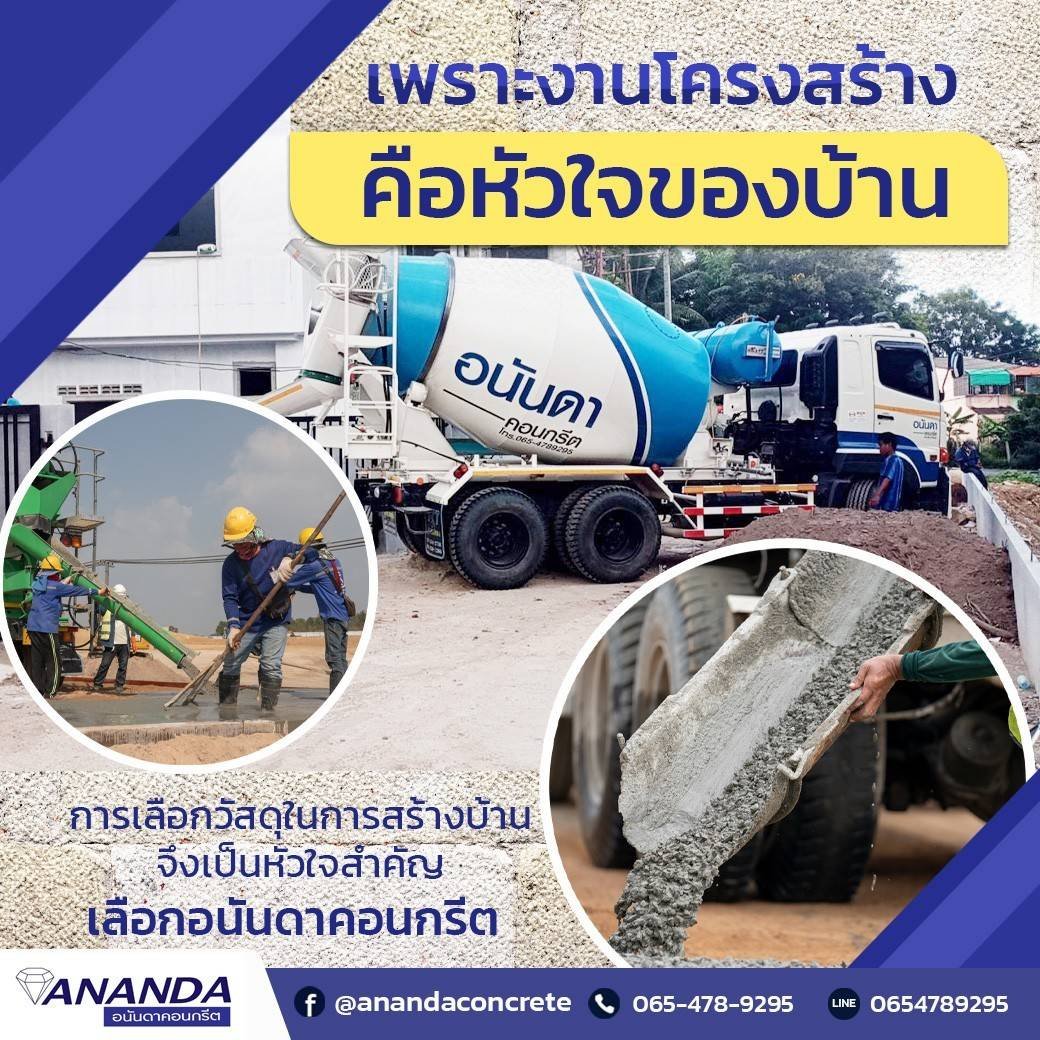 เพราะงานโครงสร้าง
คือหัวใจของบ้าน
อนันดา
คอนกรีต
โทร.065-4789295
อนันดา
การเลือกวัสดุในการสร้างบ้าน
จึงเป็นหัวใจสำคัญ
เลือกอนันดาคอนกรีต
ANANDA
อนันดาคอนกรีต
@anandaconcrete
065-478-9295
LINE 0654789295